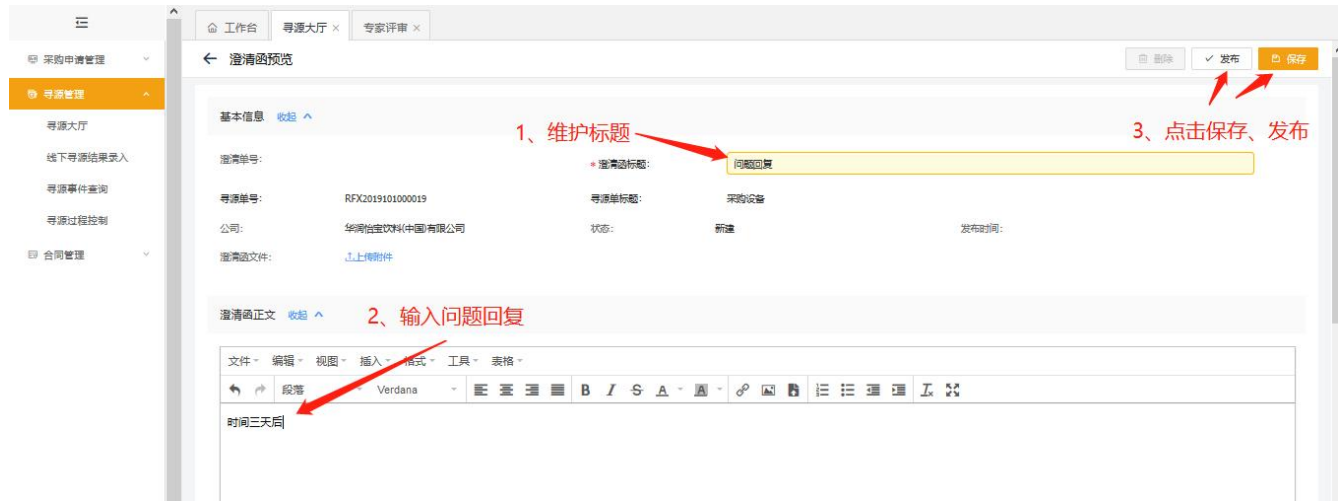 工作台 寻源大厅 × 专家评审 ×
采购申请管理
← 澄清函预览 删除 发布 保存
寻源管理
基本信息 收起
1、维护标题
3、点击保存、发布
寻源大厅
线下寻源结果录入
澄清单号: * 澄清函标题: 问题回复
寻源事件查询
寻源单号: RFX2019101000019 寻源单标题: 采购设备
寻源过程控制
公司: 华润怡宝饮料(中国)有限公司 状态: 新建 发布时间:
合同管理
澄清函文件: 上传附件
澄清函正文 收起
2、输入问题回复
文件 编辑 视图 插入 格式 工具 表格
段落 Verdana B I S A A Tx
时间三天后